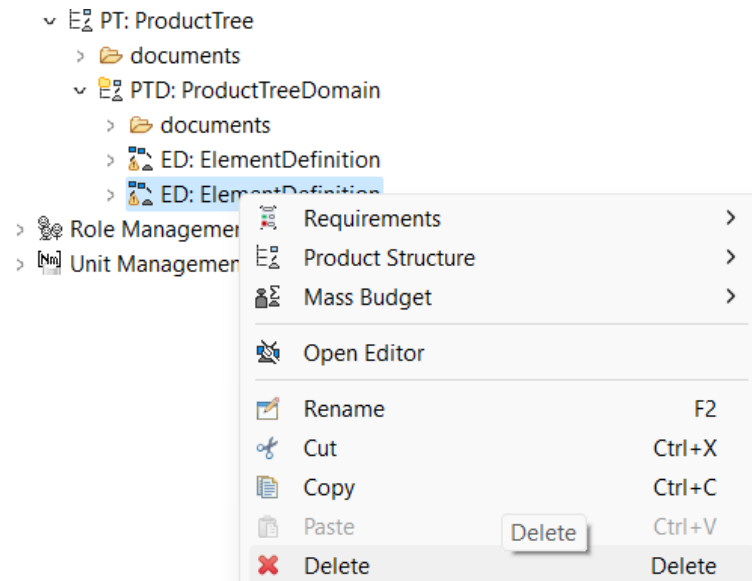 PT: ProductTree
documents
PTD: ProductTreeDomain
documents
ED: ElementDefinition
ED: ElementDefinition
Role Managemen
Unit Managemen
Requirements
Product Structure
Mass Budget
Open Editor
Rename F2
Cut Ctrl+X
Copy Ctrl+C
Paste Ctrl+V
Delete
Delete Delete